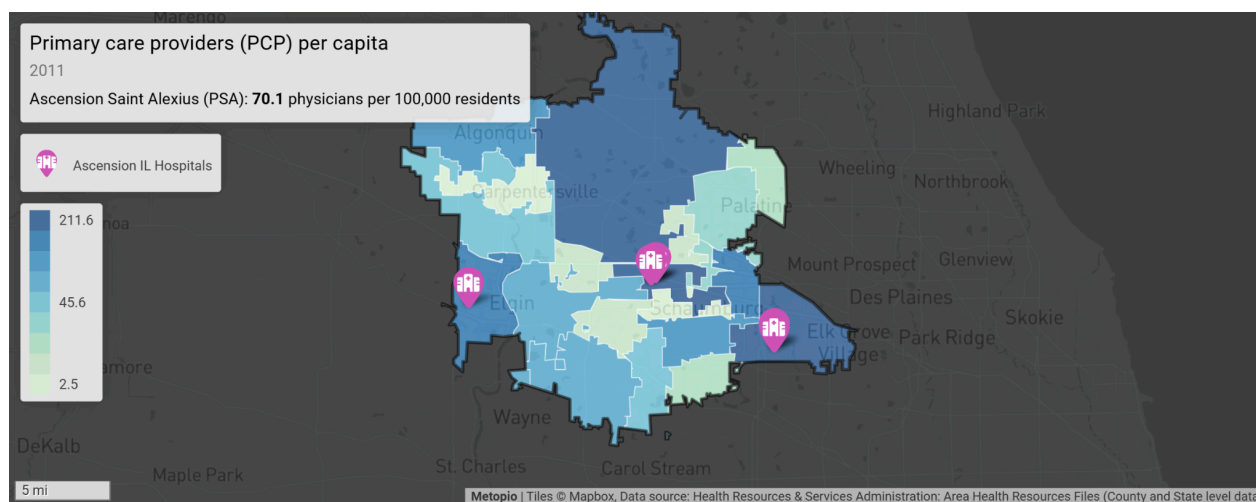 Marengo
Primary care providers (PCP) per capita
2011
Ascension Saint Alexius (PSA): 70.1 physicians per 100,000 residents
Highland Park
Algonquin
Ascension IL Hospitals
Wheeling
Northbrook
Carpentersville
Palatine
211.6
noa
Mount Prospect
Glenview
45.6
Elgin
Des Plaines
Schaumburg
Skokie
Elk Grove
Village
Park Ridge
amore
2.5
Wayne
DeKalb
St. Charles
Carol Stream
Maple Park
5 mi
Metopio | Tiles © Mapbox, Data source: Health Resources & Services Administration: Area Health Resources Files (County and State level data